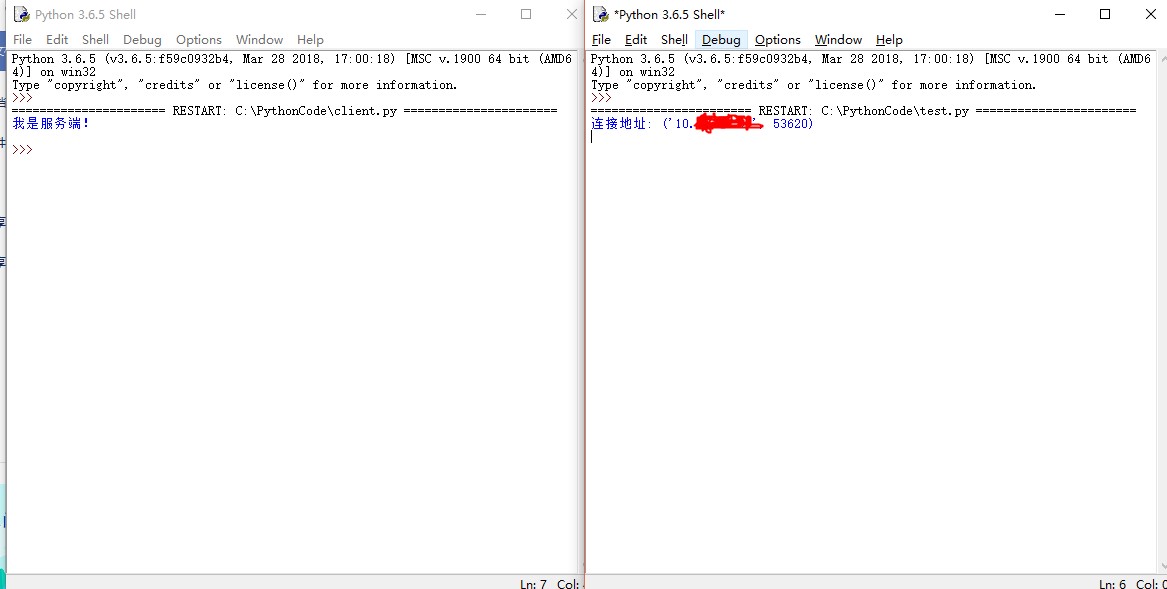 Python 3.6.5 Shell
File Edit Shell Debug Options Window Help
Python 3.6.5 (v3.6.5:f59c0932b4, Mar 28 2018, 17:00:18) [MSC v.1900 64 bit (AMD6
4)] on win32
Type "copyright", "credits" or "license()" for more information.
>>>
===================== RESTART: C:\PythonCode\client.py =====================
我是服务端!
>>>
Ln: 7 Col:
*Python 3.6.5 Shell*
File Edit Shell Debug Options Window Help
Python 3.6.5 (v3.6.5:f59c0932b4, Mar 28 2018, 17:00:18) [MSC v.1900 64 bit (AMD6
4)] on win32
Type "copyright", "credits" or "license()" for more information.
>>>
====================== RESTART: C:\PythonCode\test.py ======================
连接地址: ('10. ', 53620)
Ln: 6 Col: 0